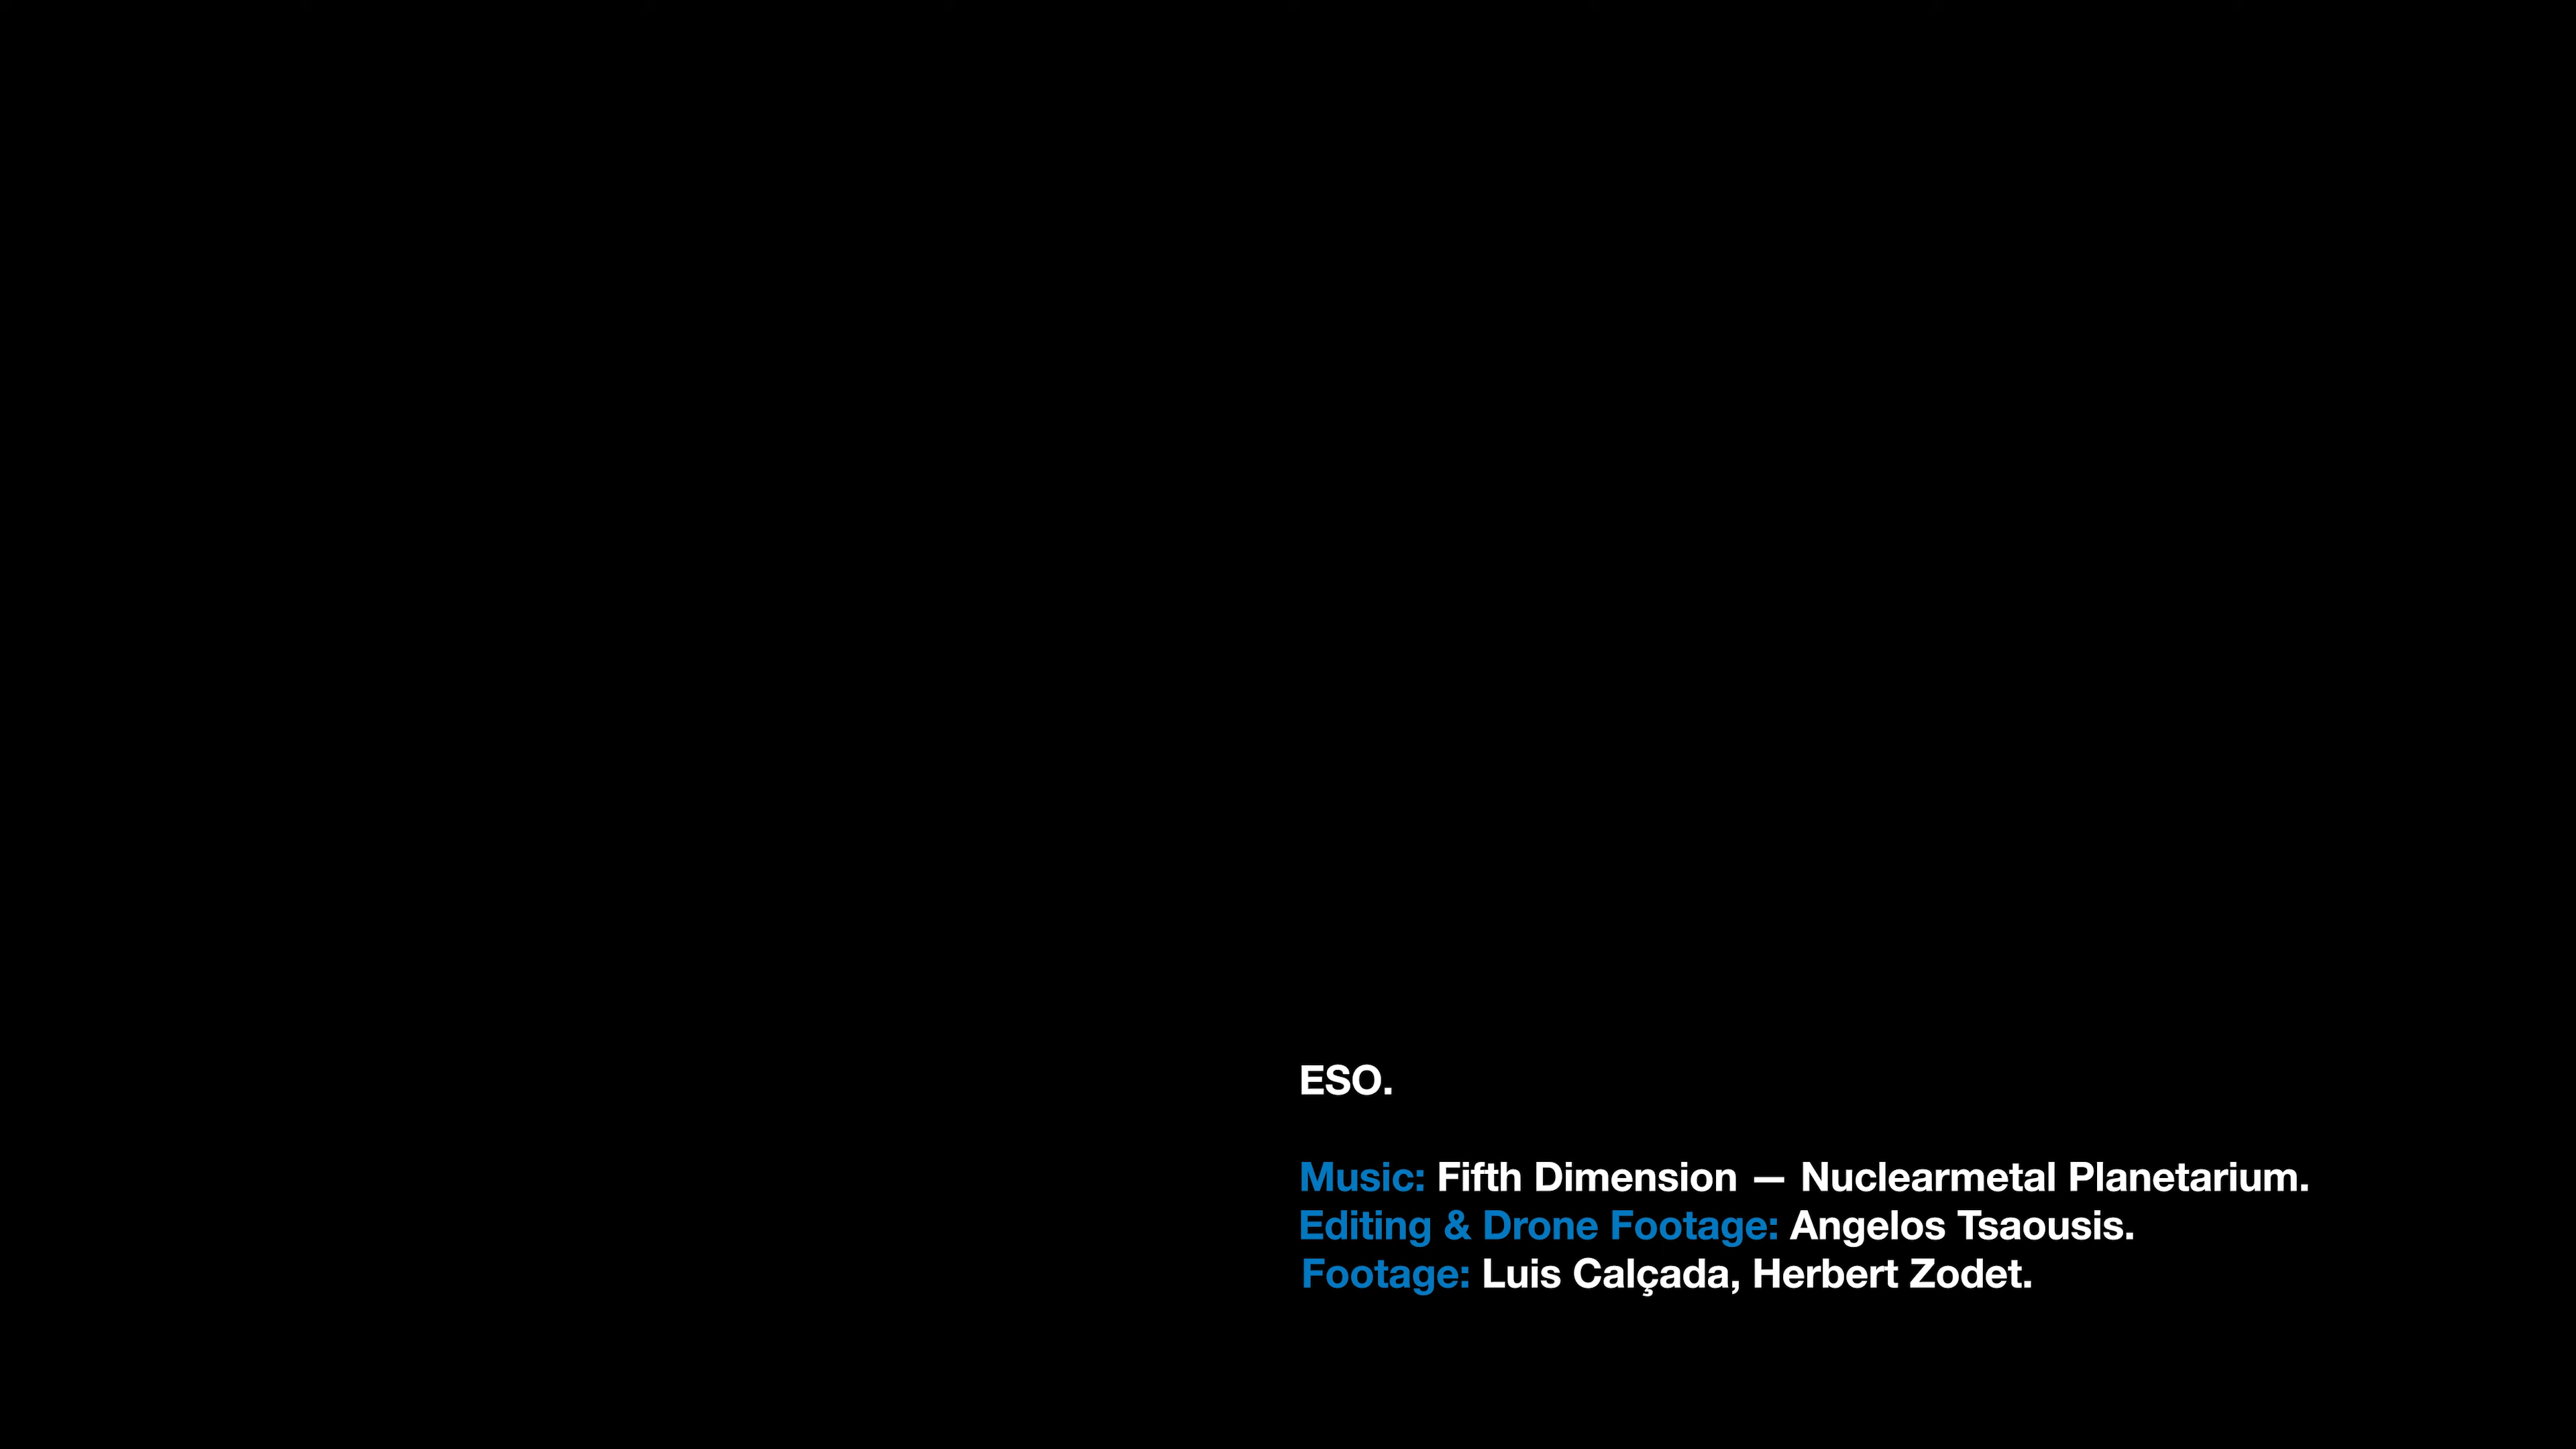 ESO.
Music: Fifth Dimension — Nuclearmetal Planetarium.
Editing & Drone Footage: Angelos Tsaousis.
Footage: Luis Calçada, Herbert Zodet.